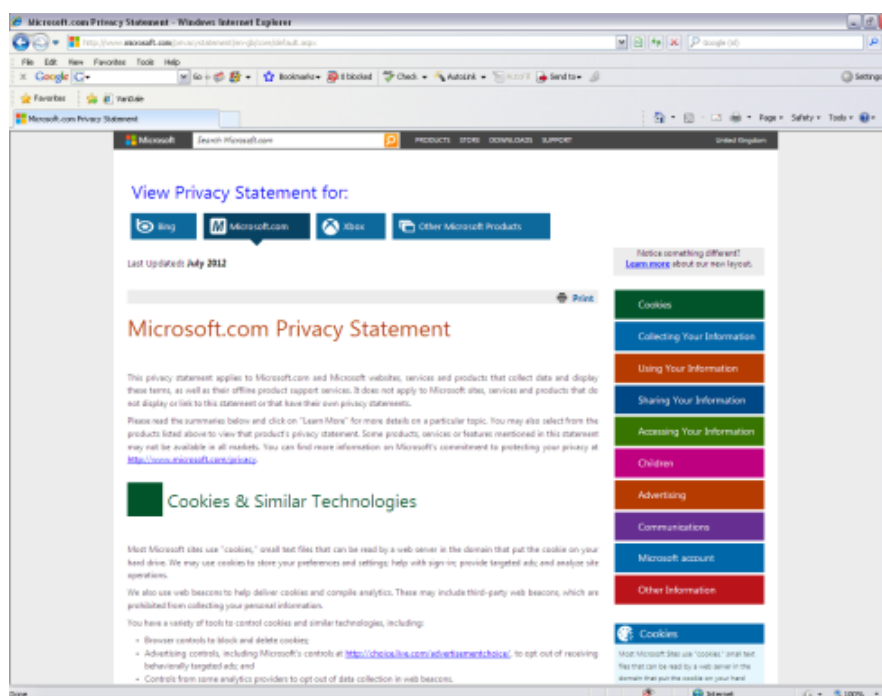 Microsoft.com Privacy Statement - Windows Internet Explorer
http://www.microsoft.com/privacystatement/en-gb/core/default.aspx
File Edit View Favorites Tools Help
Google G Go Bookmarks 0 blocked Check AutoLink AutoFill Send to Settings
Favorites
Microsoft.com Privacy Statement Page Safety Tools
Microsoft Search Microsoft.com PRODUCTS STORE DOWNLOADS SUPPORT United Kingdom
View Privacy Statement for:
Bing Microsoft.com Xbox Other Microsoft Products
Last Updated: July 2012
Notice something different?
Learn more about our new layout.
Print
Microsoft.com Privacy Statement
This privacy statement applies to Microsoft.com and Microsoft websites, services and products that collect data and display
these terms, as well as their offline product support services. It does not apply to Microsoft sites, services and products that do
not display or link to this statement or that have their own privacy statements.
Please read the summaries below and click on "Learn More" for more details on a particular topic. You may also select from the
products listed above to view that product's privacy statement. Some products, services or features mentioned in this statement
may not be available in all markets. You can find more information on Microsoft's commitment to protecting your privacy at
http://www.microsoft.com/privacy.
Cookies & Similar Technologies
Most Microsoft sites use "cookies," small text files that can be read by a web server in the domain that put the cookie on your
hard drive. We may use cookies to store your preferences and settings; help with sign-in; provide targeted ads; and analyze site
operations.
We also use web beacons to help deliver cookies and compile analytics. These may include third-party web beacons, which are
prohibited from collecting your personal information.
You have a variety of tools to control cookies and similar technologies, including:
• Browser controls to block and delete cookies;
• Advertising controls, including Microsoft's controls at http://choice.live.com/advertisementchoice/, to opt out of receiving
behaviorally targeted ads; and
• Controls from some analytics providers to opt out of data collection in web beacons.
Cookies
Collecting Your Information
Using Your Information
Sharing Your Information
Accessing Your Information
Children
Advertising
Communications
Microsoft account
Other Information
Cookies
Most Microsoft Sites use "cookies," small text
files that can be read by a web server in the
domain that put the cookie on your hard
Done Internet 100%